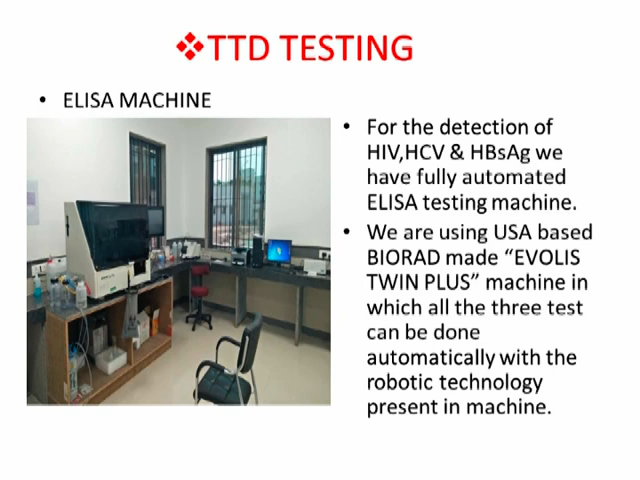 ❖TTD TESTING
• ELISA MACHINE
• For the detection of
HIV,HCV & HBsAg we
have fully automated
ELISA testing machine.
• We are using USA based
BIORAD made “EVOLIS
TWIN PLUS” machine in
which all the three test
can be done
automatically with the
robotic technology
present in machine.